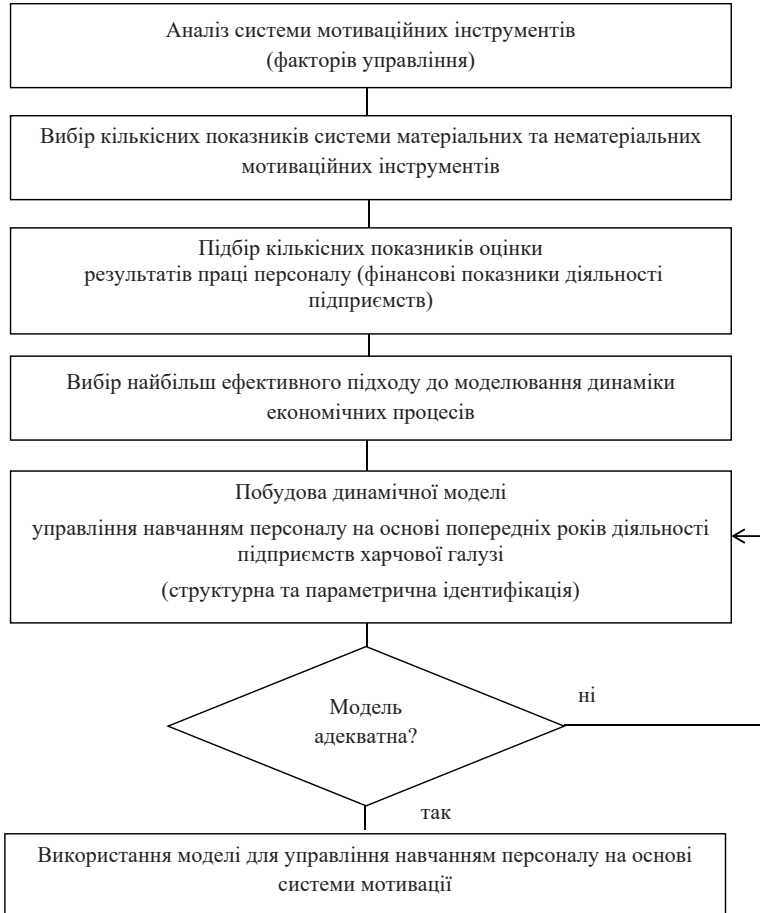 Аналіз системи мотиваційних інструментів
(факторів управління)
Вибір кількісних показників системи матеріальних та нематеріальних
мотиваційних інструментів
Підбір кількісних показників оцінки
результатів праці персоналу (фінансові показники діяльності
підприємств)
Вибір найбільш ефективного підходу до моделювання динаміки
економічних процесів
Побудова динамічної моделі
управління навчанням персоналу на основі попередніх років діяльності
підприємств харчової галузі
(структурна та параметрична ідентифікація)
Модель
адекватна?
ні
так
Використання моделі для управління навчанням персоналу на основі
системи мотивації